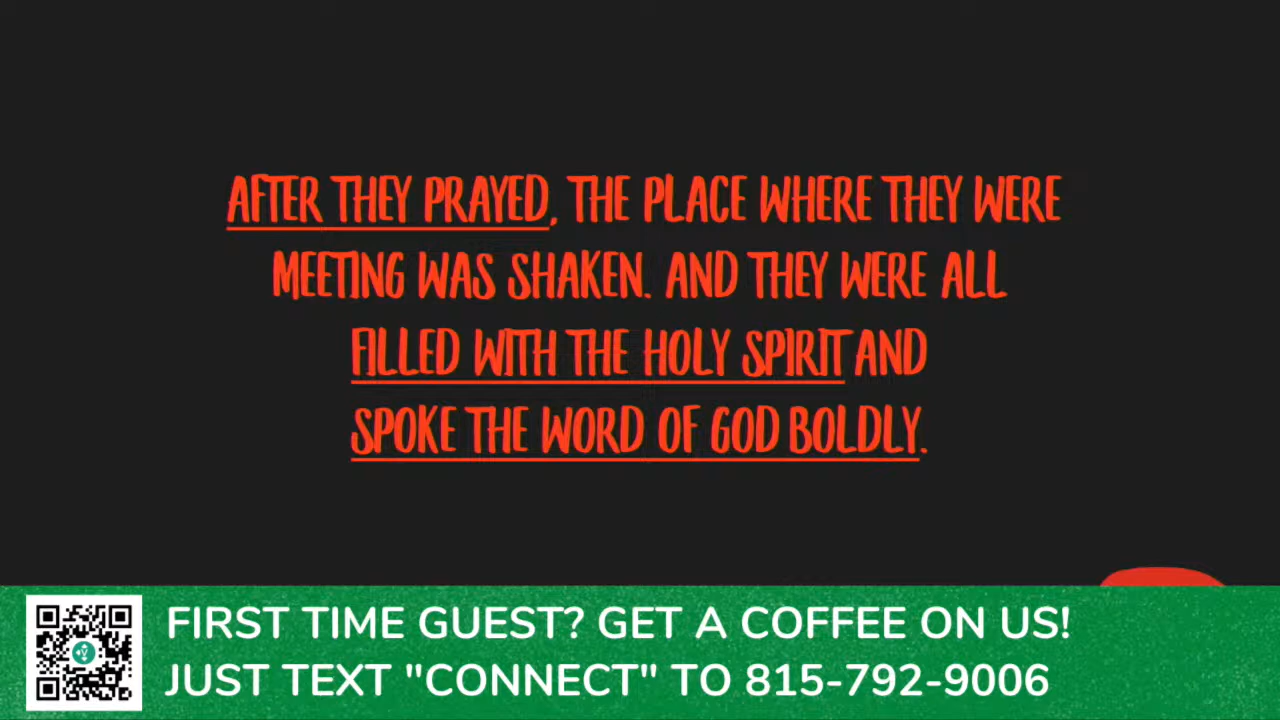 AFTER THEY PRAYED, THE PLACE WHERE THEY WERE
MEETING WAS SHAKEN. AND THEY WERE ALL
FILLED WITH THE HOLY SPIRIT AND
SPOKE THE WORD OF GOD BOLDLY.
FIRST TIME GUEST? GET A COFFEE ON US!
JUST TEXT "CONNECT" TO 815-792-9006